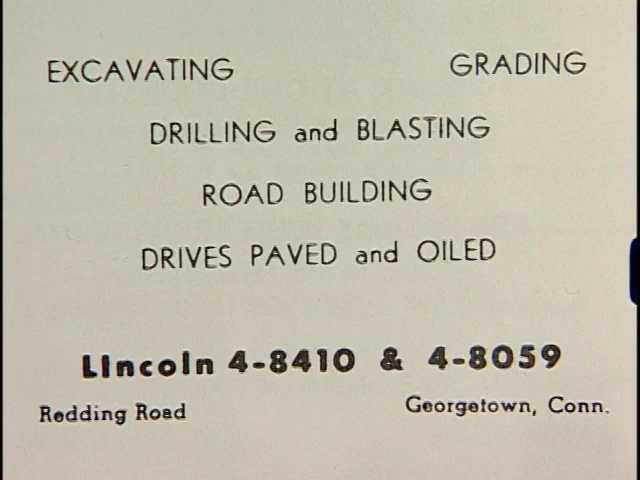 EXCAVATING GRADING
DRILLING and BLASTING
ROAD BUILDING
DRIVES PAVED and OILED
LIncoln 4-8410 & 4-8059
Redding Road Georgetown, Conn.